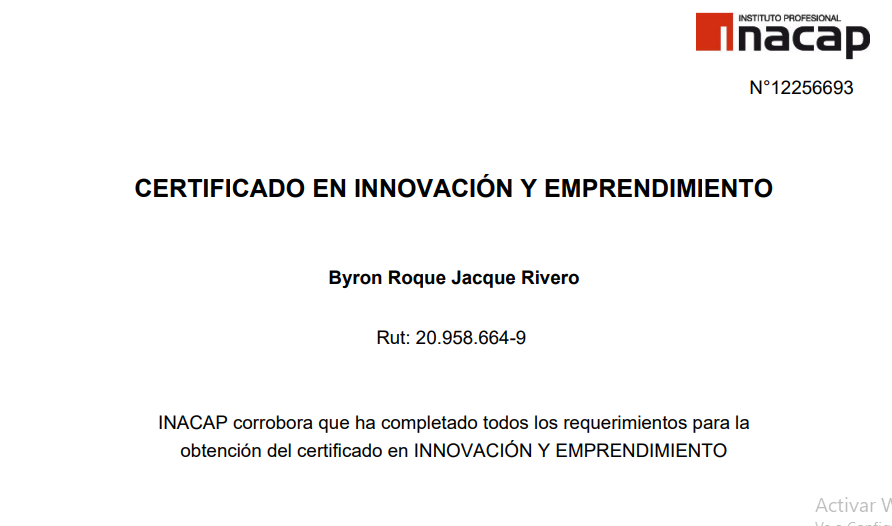 INSTITUTO PROFESIONAL
inacap
N°12256693
CERTIFICADO EN INNOVACIÓN Y EMPRENDIMIENTO
Byron Roque Jacque Rivero
Rut: 20.958.664-9
INACAP corrobora que ha completado todos los requerimientos para la
obtención del certificado en INNOVACIÓN Y EMPRENDIMIENTO
Activar W